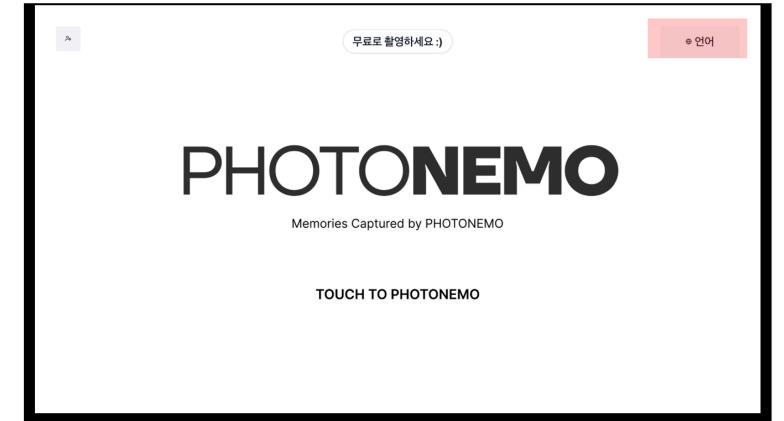 무료로 촬영하세요 :)
언어
PHOTONEMO
Memories Captured by PHOTONEMO
TOUCH TO PHOTONEMO